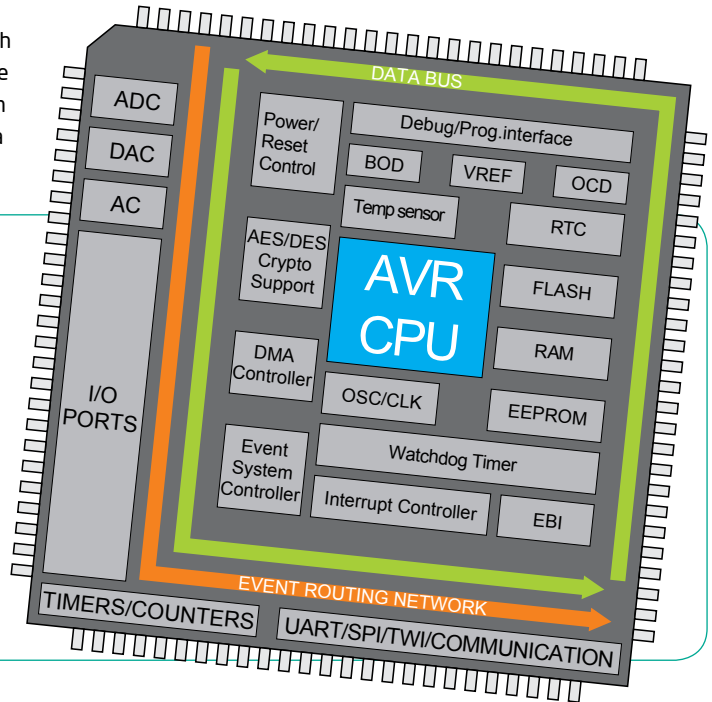 DATA BUS
ADC
DAC
AC
I/O
PORTS
Power/
Reset
Control
Debug/Prog.interface
BOD
VREF
OCD
Temp sensor
RTC
AES/DES
Crypto
Support
AVR
CPU
FLASH
RAM
DMA
Controller
OSC/CLK
EEPROM
Event
System
Controller
Watchdog Timer
Interrupt Controller
EBI
EVENT ROUTING NETWORK
TIMERS/COUNTERS
UART/SPI/TWI/COMMUNICATION